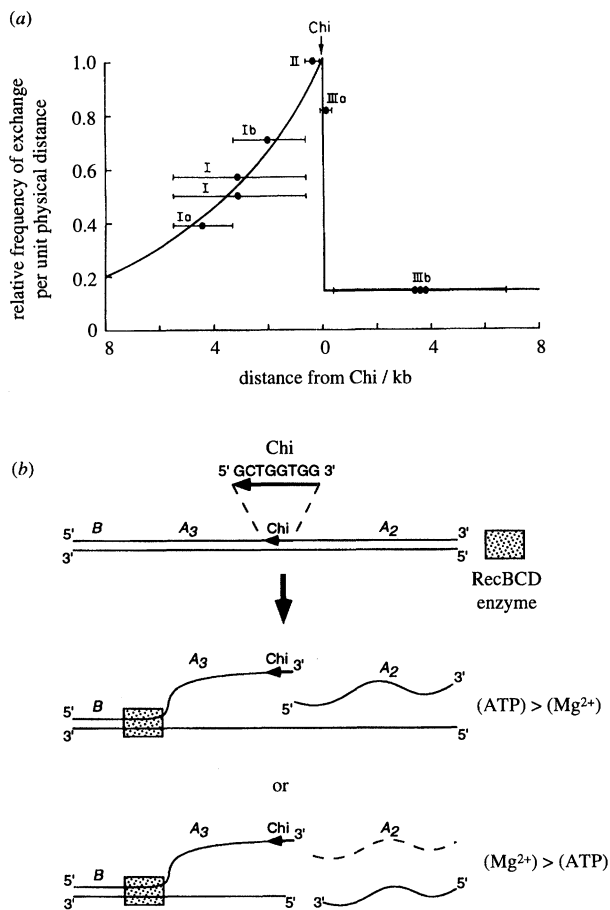 (a)
Chi
II
1.0
IIIa
0.8
Ib
I
0.6
I
Ia
0.4
IIIb
0.2
0
relative frequency of exchange
per unit physical distance
8 4 0 4 8
distance from Chi / kb
(b)
Chi
5' GCTGGTGG 3'
5' B A3 Chi A2 3'
3' 5'
RecBCD
enzyme
A3 Chi 3' A2 3'
5' B 5' (ATP) > (Mg2+)
3' 5'
or
A3 Chi 3' A2
5' B 5' (Mg2+) > (ATP)
3' 3'